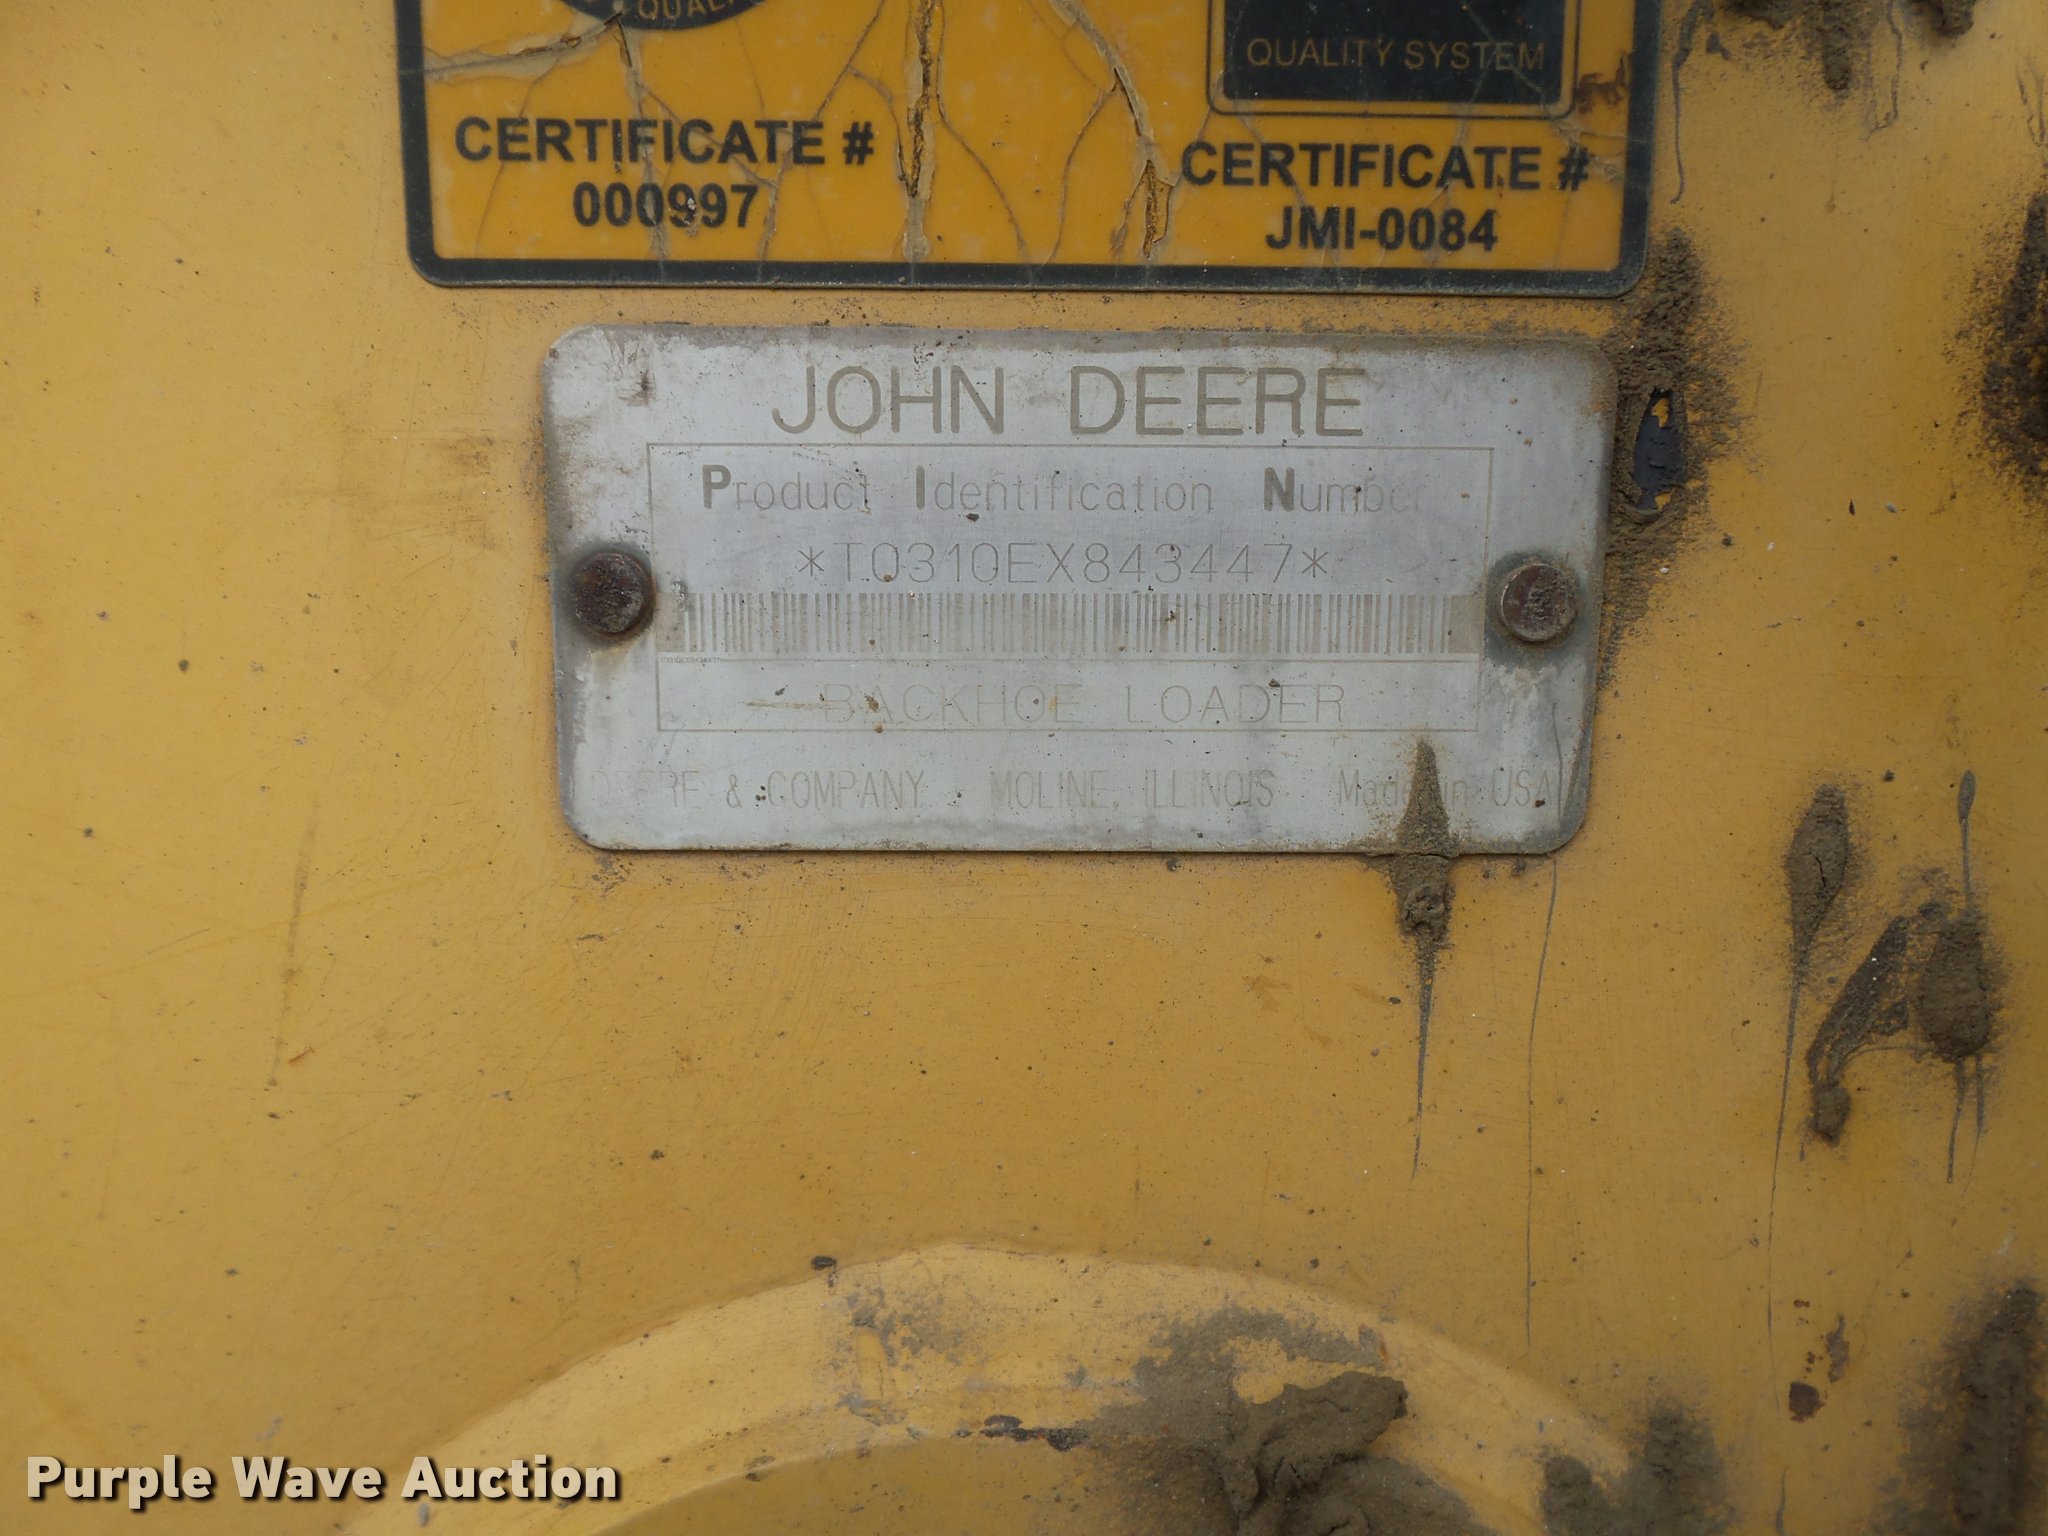 QUALI
QUALITY SYSTEM
CERTIFICATE #
000997
CERTIFICATE #
JMI-0084
JOHN DEERE
Product Identification Number
*T0310EX843447*
BACKHOE LOADER
DEERE & COMPANY MOLINE, ILLINOIS Made in USA
Purple Wave Auction